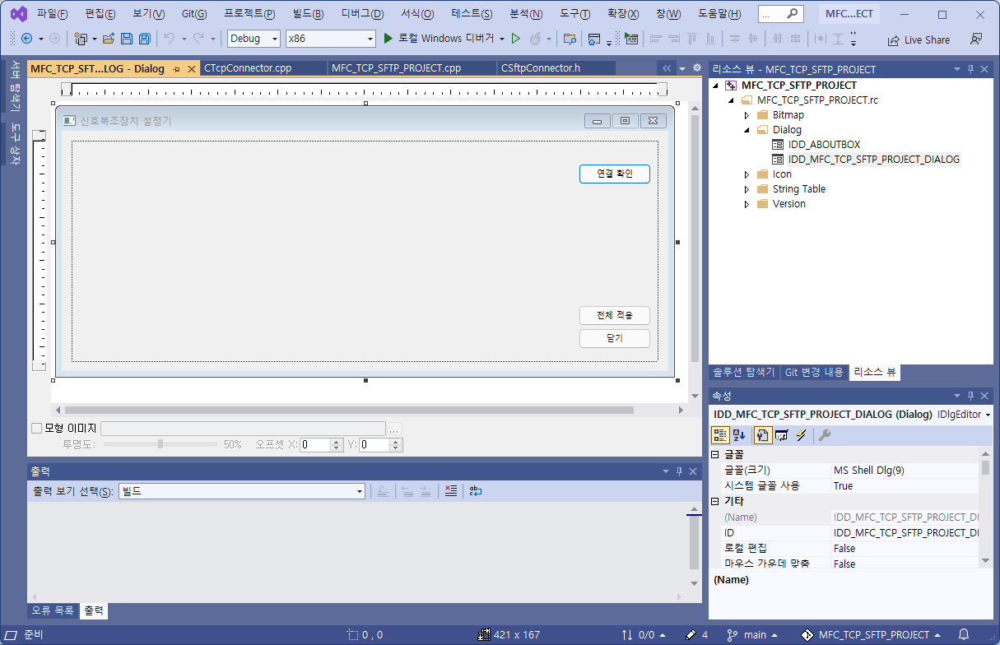 파일(F) 편집(E) 보기(V) Git(G) 프로젝트(P) 빌드(B) 디버그(D) 서식(O) 테스트(S) 분석(N) 도구(T) 확장(X) 창(W) 도움말(H) ... MFC...ECT
Debug x86 로컬 Windows 디버거 Live Share
서버 탐색기
도구 상자
MFC_TCP_SFT...LOG - Dialog CTcpConnector.cpp MFC_TCP_SFTP_PROJECT.cpp CSftpConnector.h
신호복조장치 설정기
연결 확인
전체 적용
닫기
모형 이미지 ...
투명도: 50% 오프셋 X: 0 Y: 0
출력
출력 보기 선택(S): 빌드
오류 목록 출력
리소스 뷰 - MFC_TCP_SFTP_PROJECT
MFC_TCP_SFTP_PROJECT
MFC_TCP_SFTP_PROJECT.rc
Bitmap
Dialog
IDD_ABOUTBOX
IDD_MFC_TCP_SFTP_PROJECT_DIALOG
Icon
String Table
Version
솔루션 탐색기 Git 변경 내용 리소스 뷰
속성
IDD_MFC_TCP_SFTP_PROJECT_DIALOG (Dialog) IDlgEditor
글꼴
글꼴(크기) MS Shell Dlg(9)
시스템 글꼴 사용 True
기타
(Name) IDD_MFC_TCP_SFTP_PROJECT_DI
ID IDD_MFC_TCP_SFTP_PROJECT_DI
로컬 편집 False
마우스 가운데 맞춤 False
(Name)
준비 0 , 0 421 x 167 0/0 4 main MFC_TCP_SFTP_PROJECT